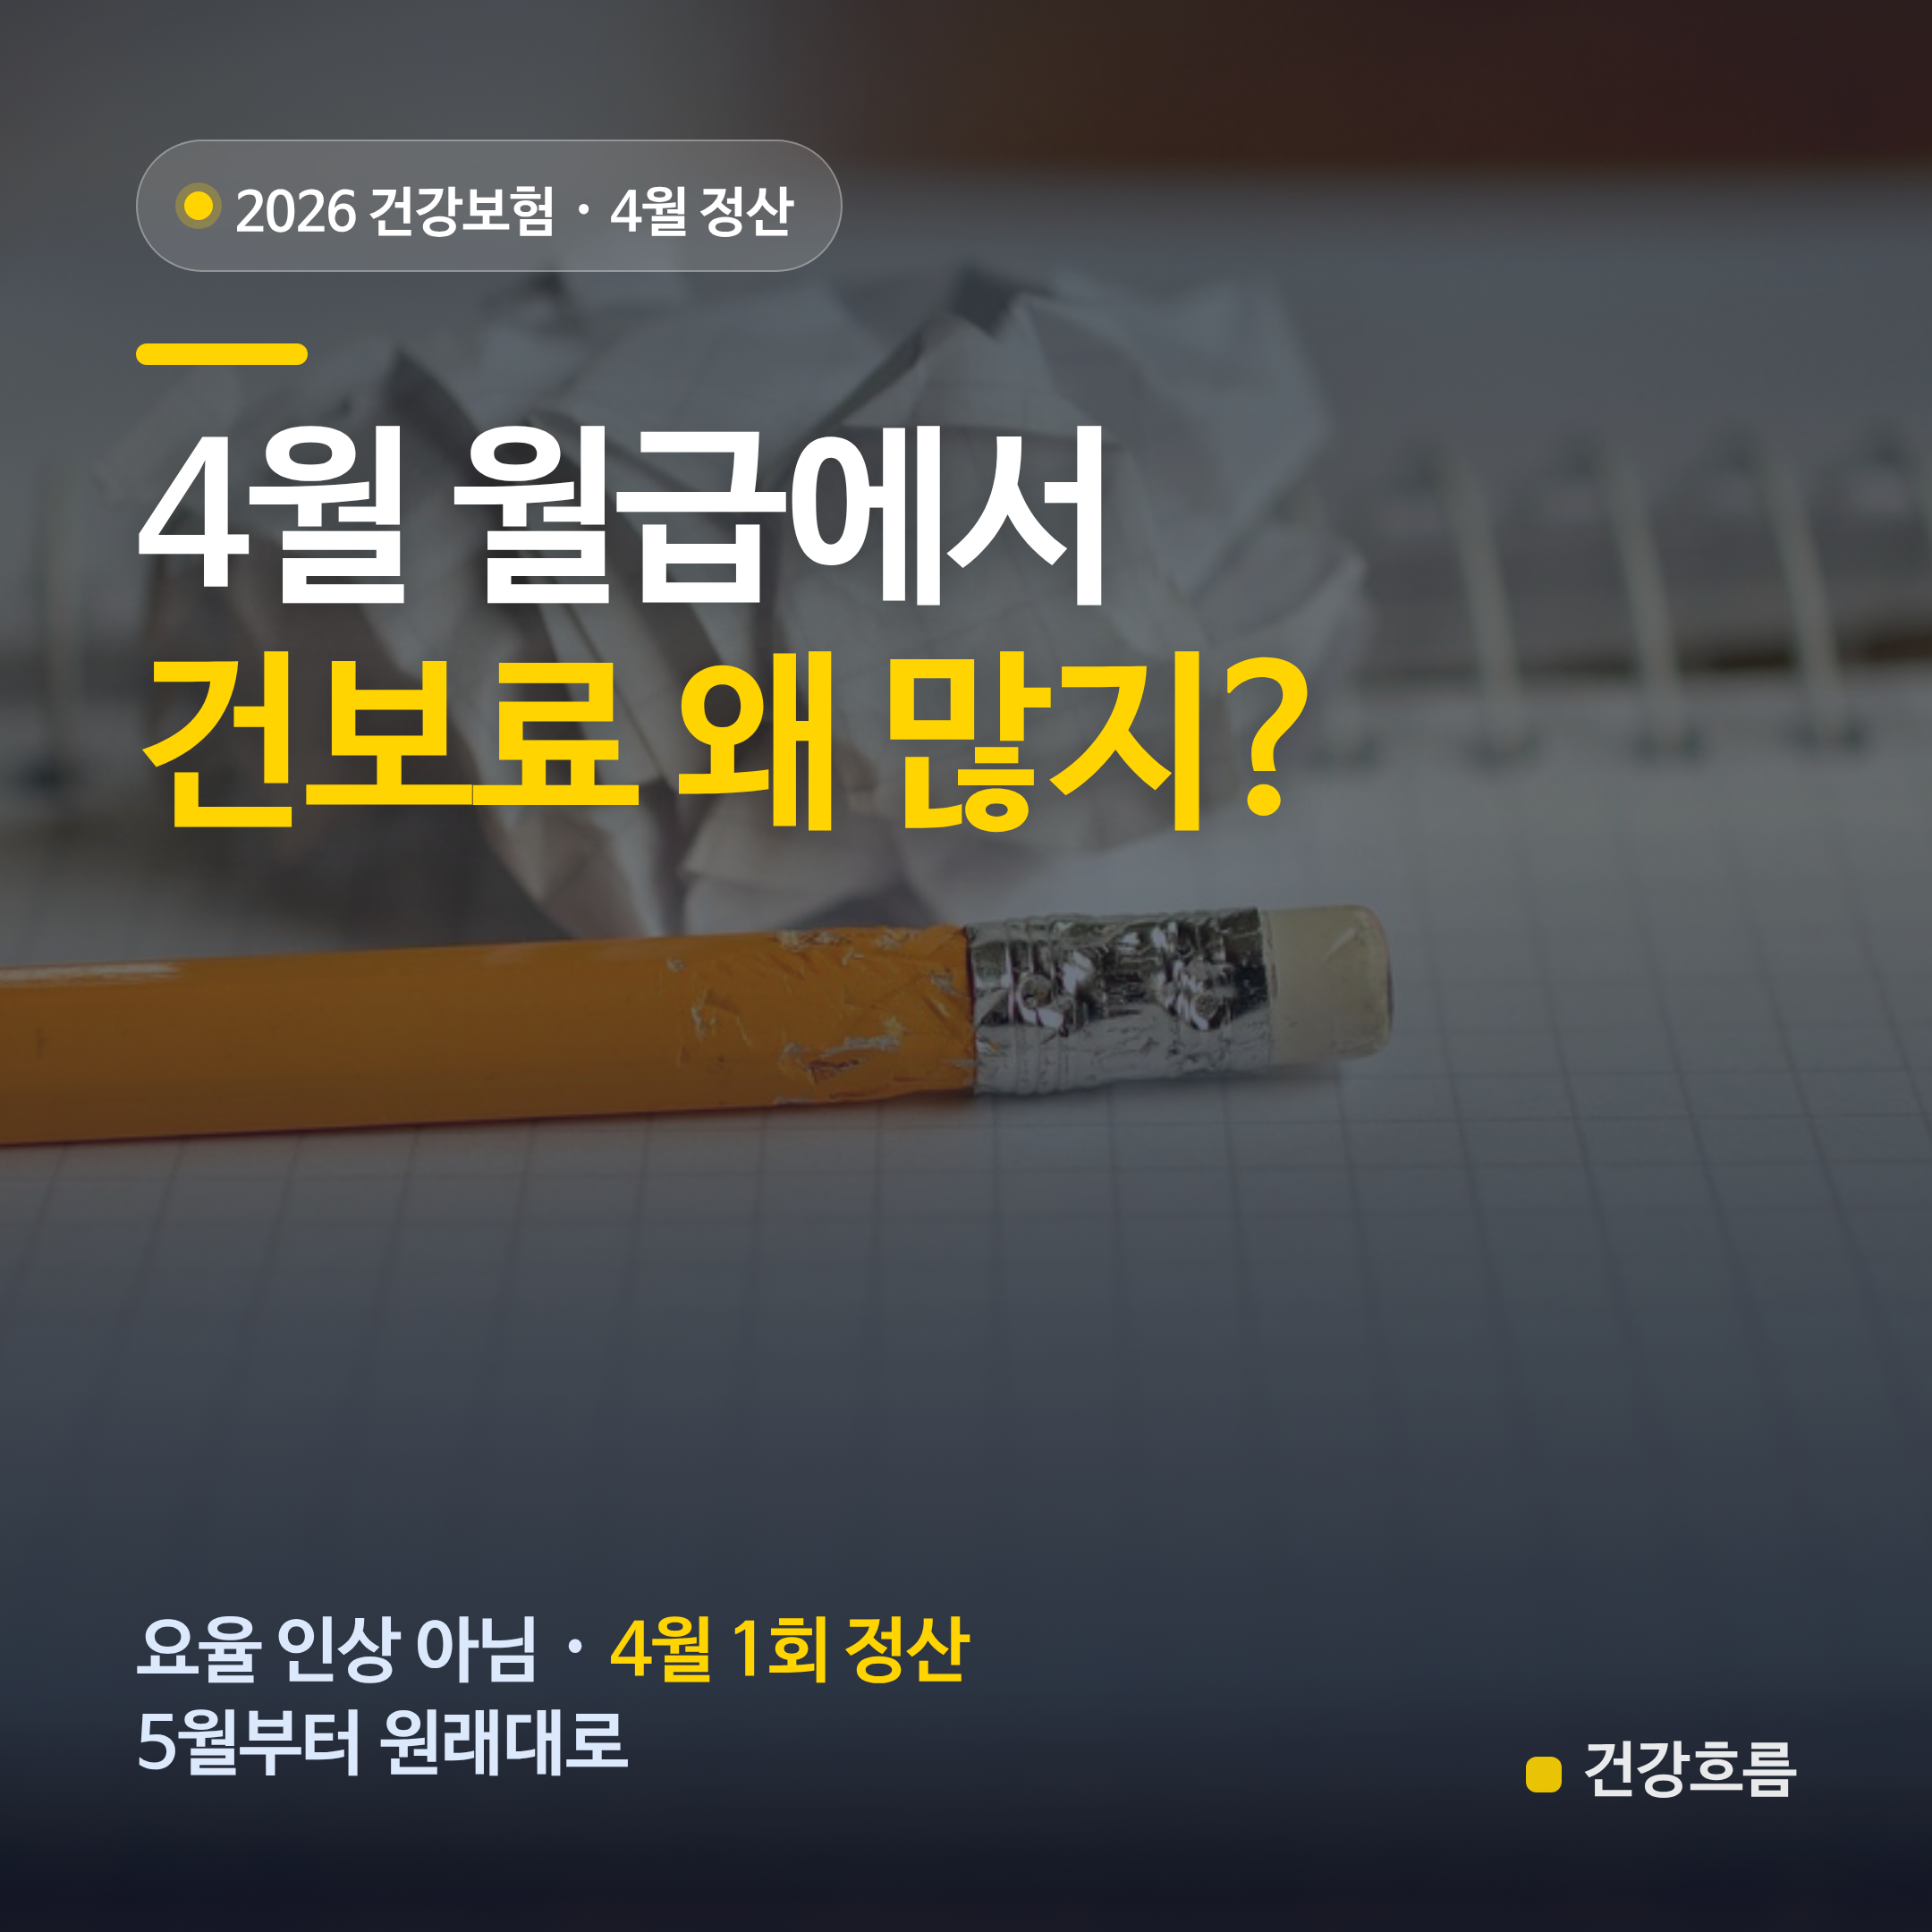 2026 건강보험 · 4월 정산
4월 월급에서
건보료 왜 많지?
요율 인상 아님 · 4월 1회 정산
5월부터 원래대로
건강흐름